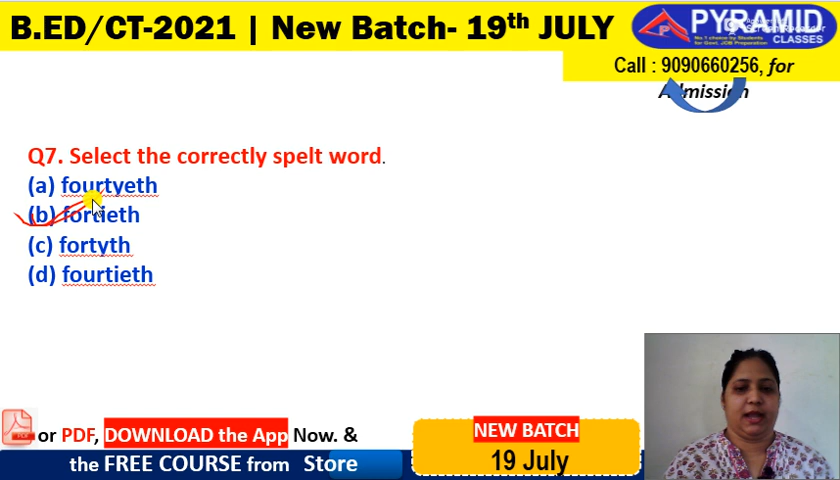 B.ED/CT-2021 | New Batch- 19th JULY
PYRAMID
CLASSES
Call : 9090660256, for
Admission
Q7. Select the correctly spelt word.
(a) fourtyeth
(b) fortieth
(c) fortyth
(d) fourtieth
or PDF, DOWNLOAD the App Now. &
the FREE COURSE from Store
NEW BATCH
19 July